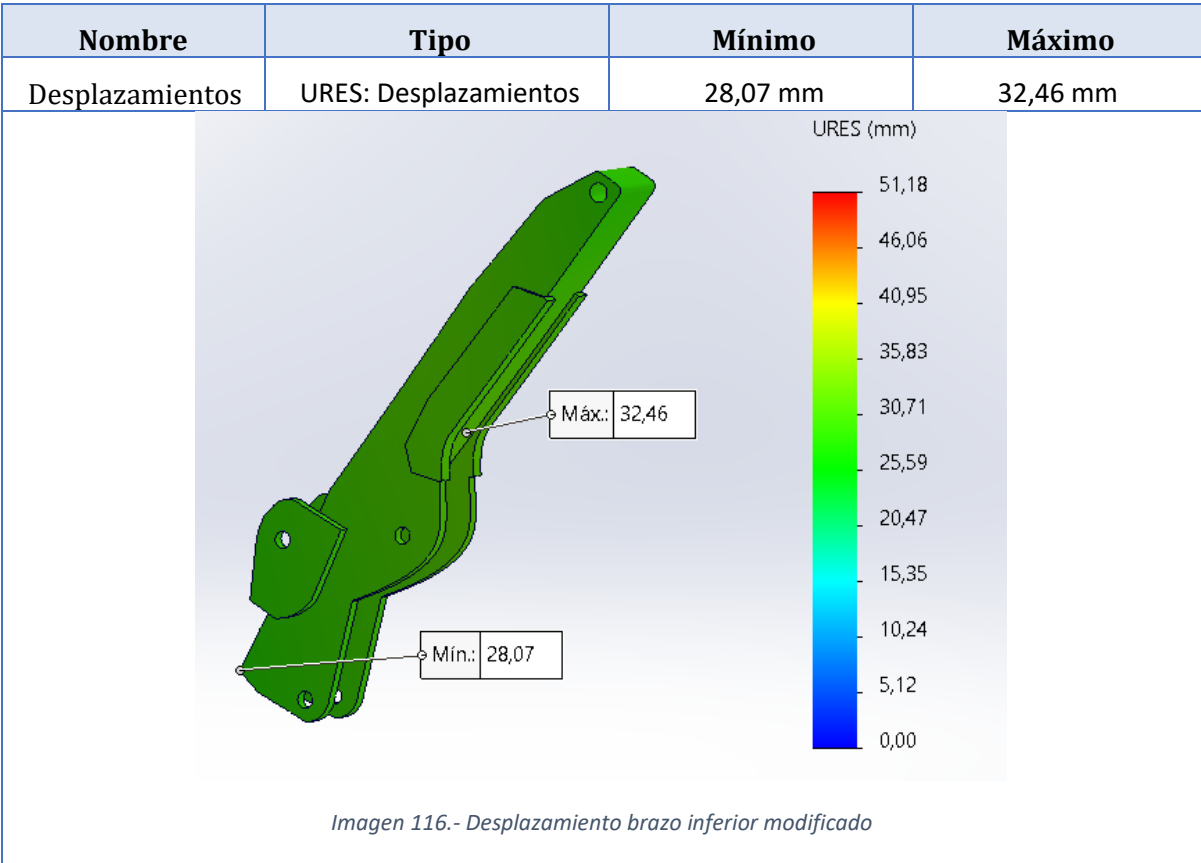 Nombre Tipo Mínimo Máximo
Desplazamientos URES: Desplazamientos 28,07 mm 32,46 mm
URES (mm)
51,18
46,06
40,95
35,83
30,71
25,59
20,47
15,35
10,24
5,12
0,00
Máx.: 32,46
Mín.: 28,07
Imagen 116.- Desplazamiento brazo inferior modificado